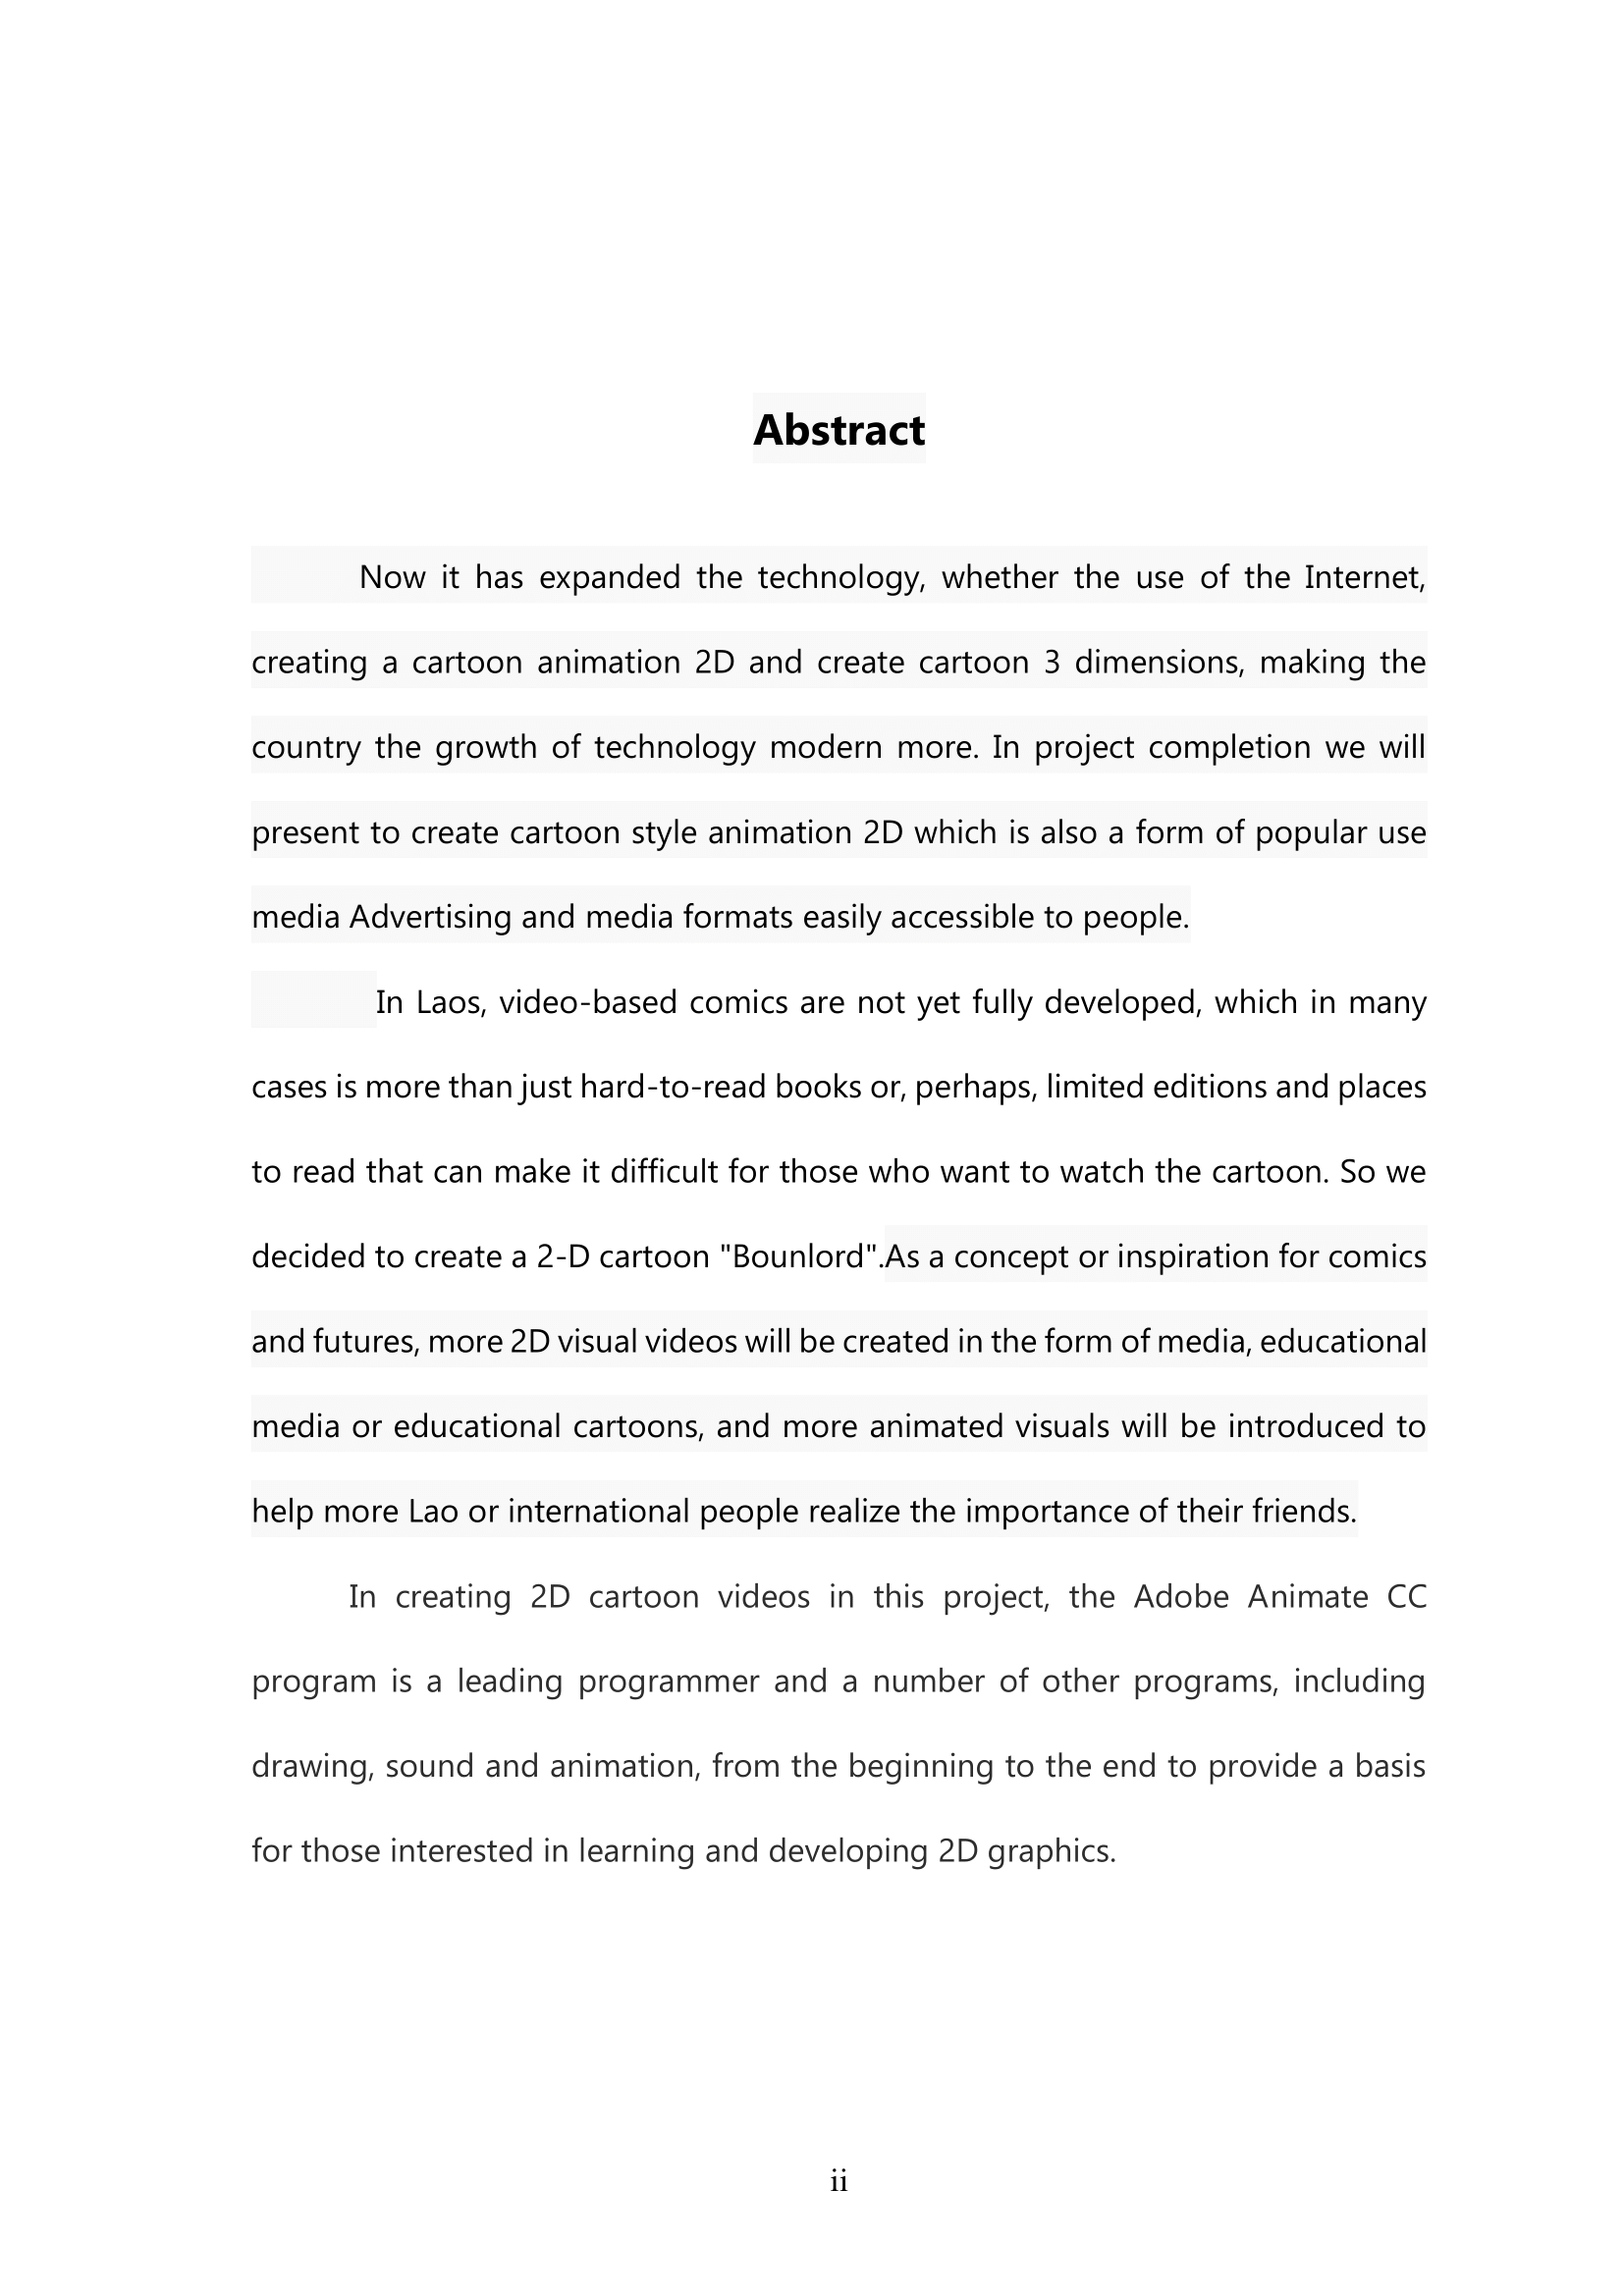 Abstract
Now it has expanded the technology, whether the use of the Internet,
creating a cartoon animation 2D and create cartoon 3 dimensions, making the
country the growth of technology modern more. In project completion we will
present to create cartoon style animation 2D which is also a form of popular use
media Advertising and media formats easily accessible to people.
In Laos, video-based comics are not yet fully developed, which in many
cases is more than just hard-to-read books or, perhaps, limited editions and places
to read that can make it difficult for those who want to watch the cartoon. So we
decided to create a 2-D cartoon "Bounlord".As a concept or inspiration for comics
and futures, more 2D visual videos will be created in the form of media, educational
media or educational cartoons, and more animated visuals will be introduced to
help more Lao or international people realize the importance of their friends.
In creating 2D cartoon videos in this project, the Adobe Animate CC
program is a leading programmer and a number of other programs, including
drawing, sound and animation, from the beginning to the end to provide a basis
for those interested in learning and developing 2D graphics.
ii